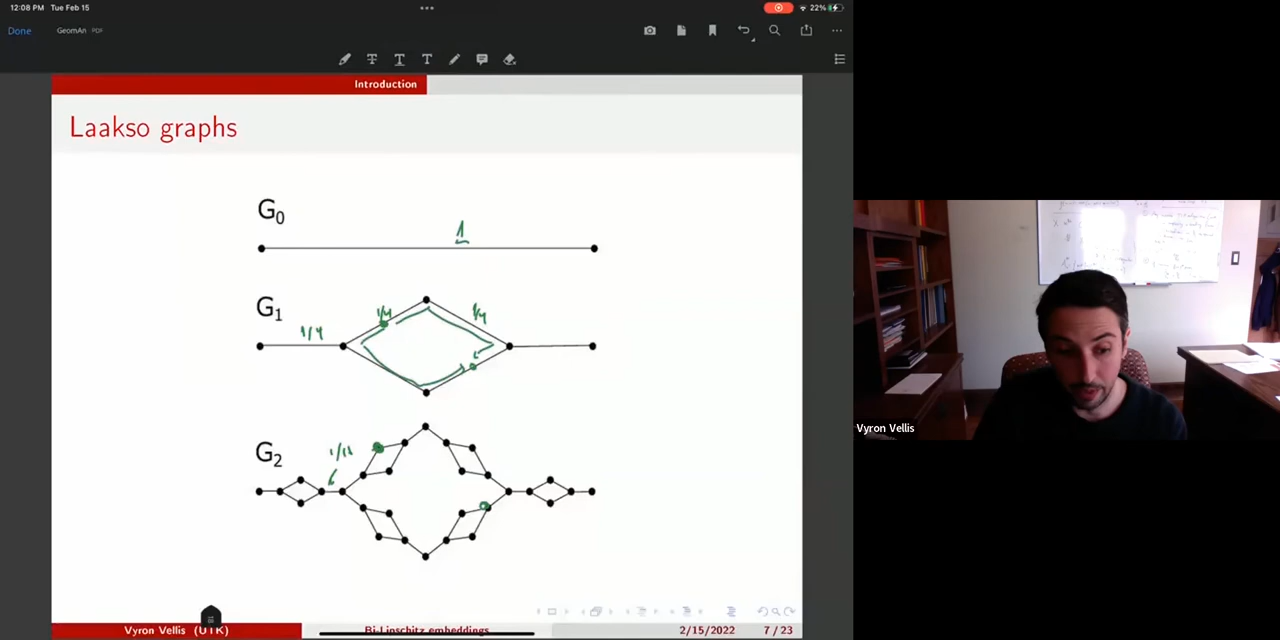 12:08 PM Tue Feb 15
22%
Done
GeomAn PDF
Introduction
Laakso graphs
G0
1
G1
1/4
1/4
1/4
G2
Vyron Vellis
Vyron Vellis (UTK)
Bi-Lipschitz embeddings
2/15/2022
7 / 23